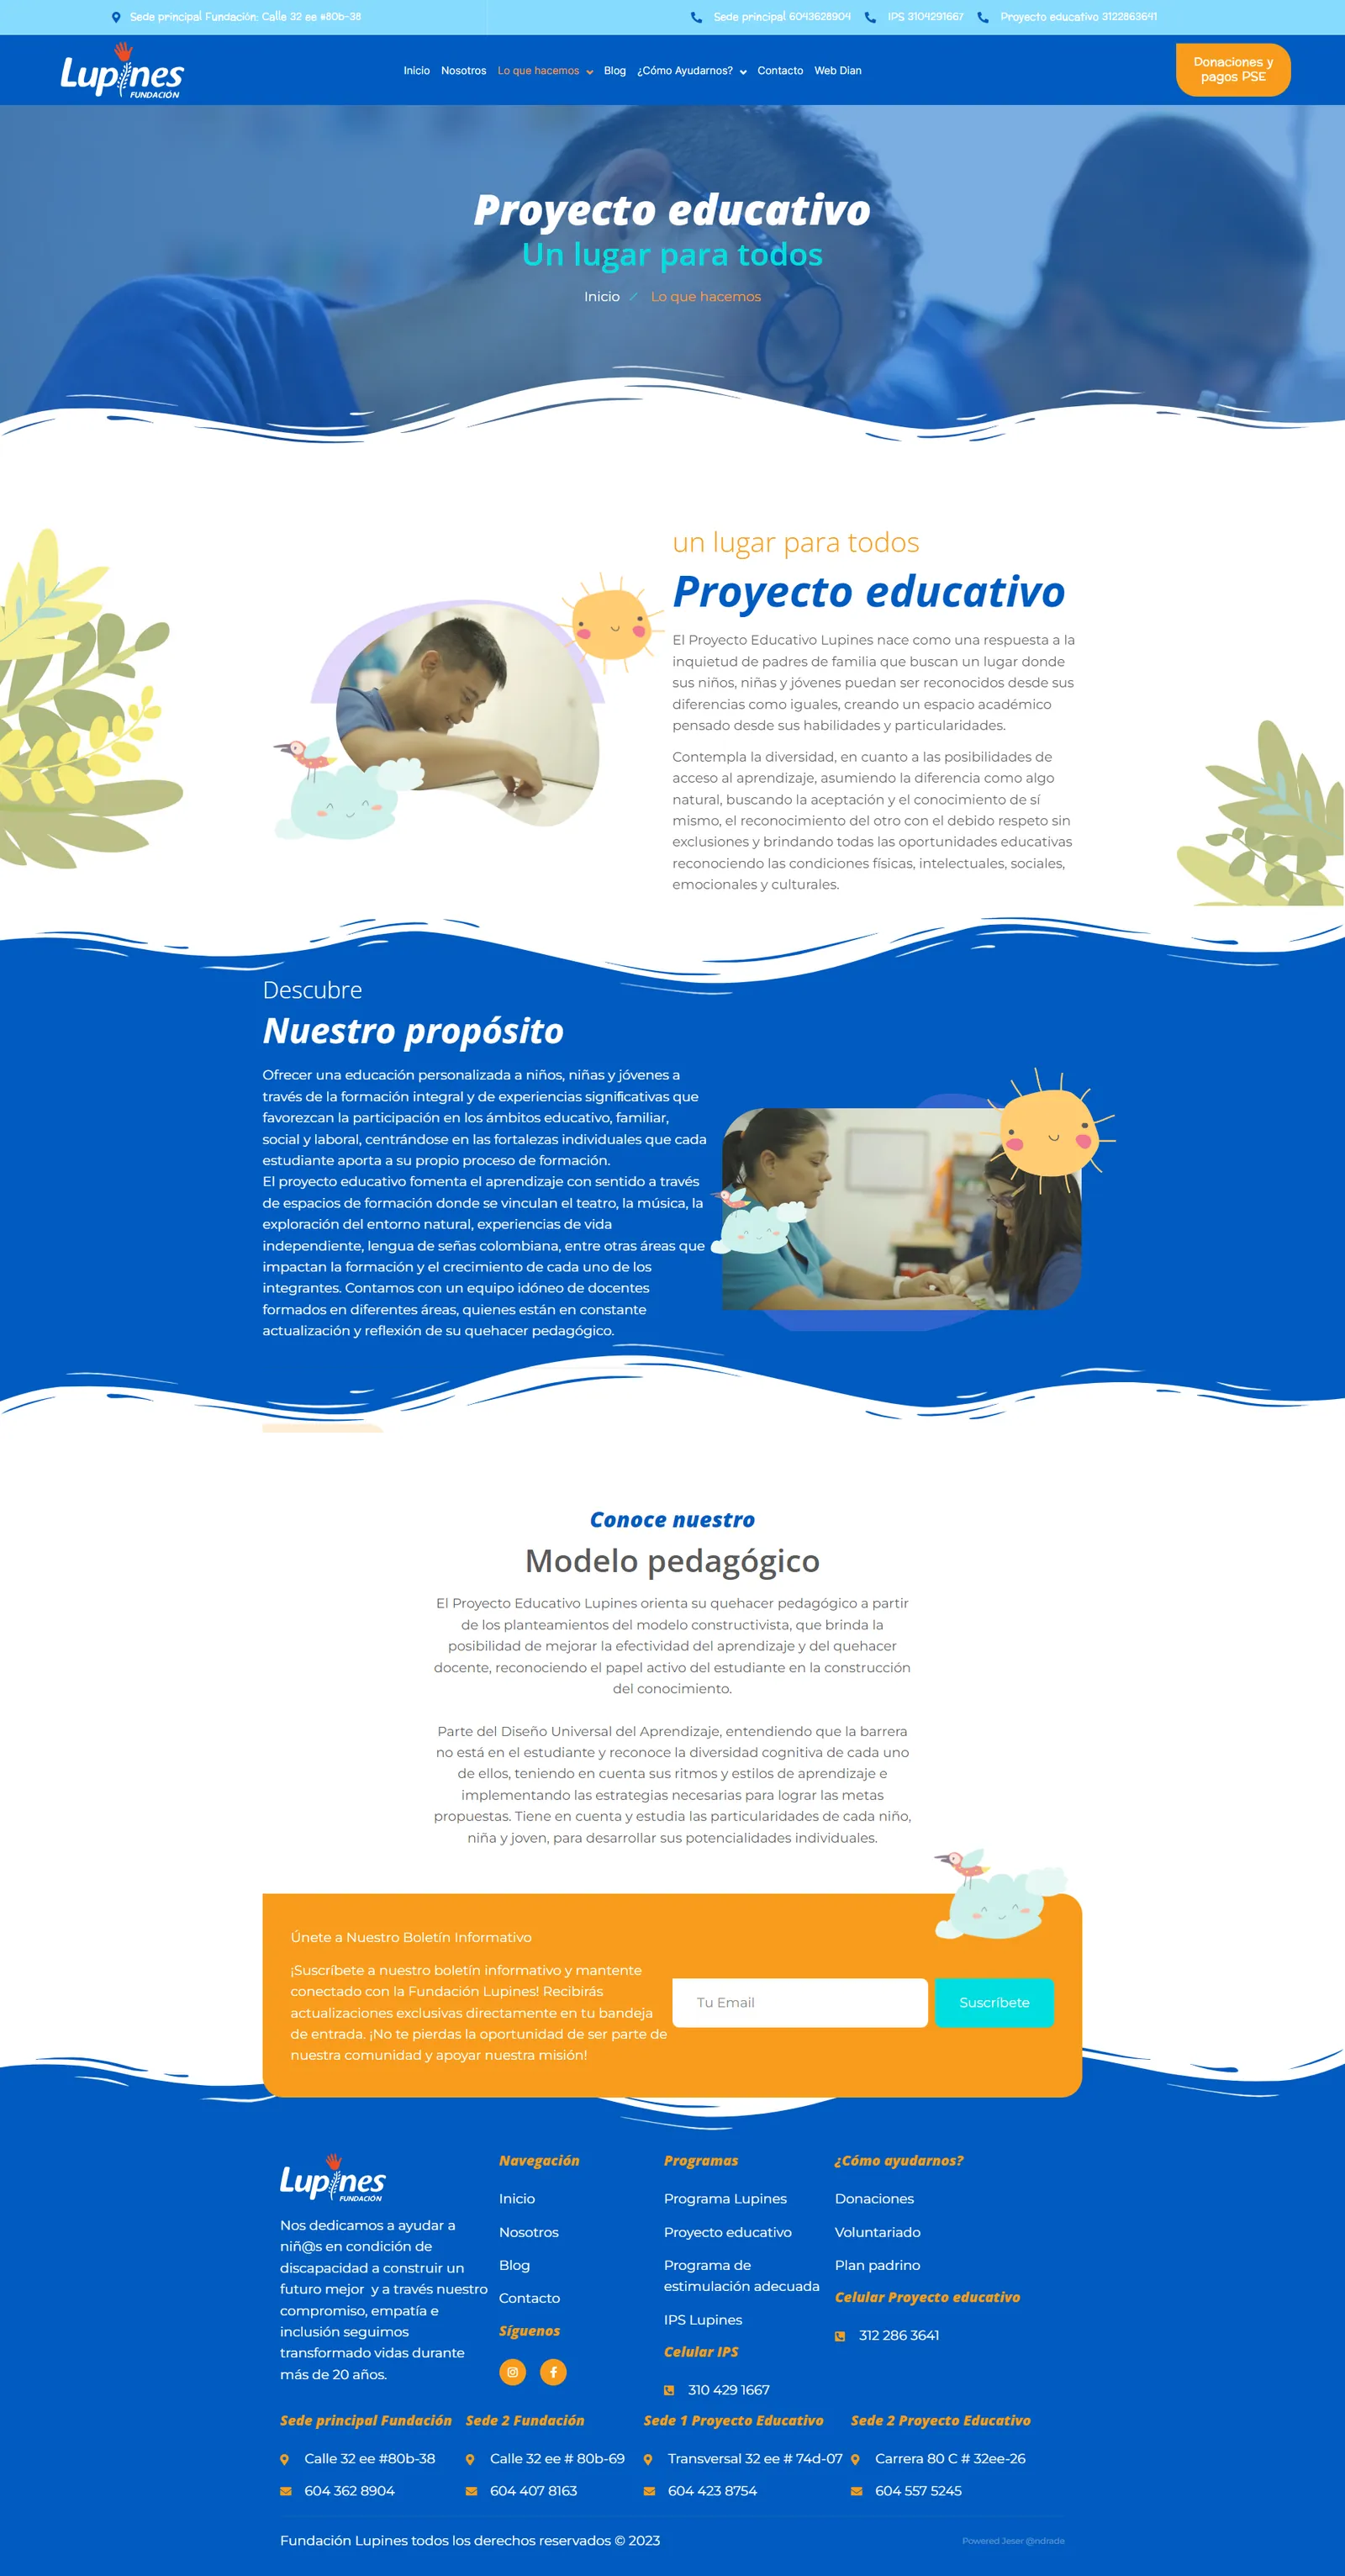 Sede principal Fundación: Calla 32 ee #80b-38
Sede principal 6043628904
IPS 3104291667
Proyecto educativo 3122863641
Lupines
FUNDACIÓN
Inicio
Nosotros
Lo que hacemos
Blog
¿Cómo Ayudarnos?
Contacto
Web Dian
Donaciones y
pagos PSE
Proyecto educativo
Un lugar para todos
Inicio / Lo que hacemos
un lugar para todos
Proyecto educativo
El Proyecto Educativo Lupines nace como una respuesta a la
inquietud de padres de familia que buscan un lugar donde
sus niños, niñas y jóvenes puedan ser reconocidos desde sus
diferencias como iguales, creando un espacio académico
pensado desde sus habilidades y particularidades.
Contempla la diversidad, en cuanto a las posibilidades de
acceso al aprendizaje, asumiendo la diferencia como algo
natural, buscando la aceptación y el conocimiento de sí
mismo, el reconocimiento del otro con el debido respeto sin
exclusiones y brindando todas las oportunidades educativas
reconociendo las condiciones físicas, intelectuales, sociales,
emocionales y culturales.
Descubre
Nuestro propósito
Ofrecer una educación personalizada a niños, niñas y jóvenes a
través de la formación integral y de experiencias significativas que
favorezcan la participación en los ámbitos educativo, familiar,
social y laboral, centrándose en las fortalezas individuales que cada
estudiante aporta a su propio proceso de formación.
El proyecto educativo fomenta el aprendizaje con sentido a través
de espacios de formación donde se vinculan el teatro, la música, la
exploración del entorno natural, experiencias de vida
independiente, lengua de señas colombiana, entre otras áreas que
impactan la formación y el crecimiento de cada uno de los
integrantes. Contamos con un equipo idóneo de docentes
formados en diferentes áreas, quienes están en constante
actualización y reflexión de su quehacer pedagógico.
Conoce nuestro
Modelo pedagógico
El Proyecto Educativo Lupines orienta su quehacer pedagógico a partir
de los planteamientos del modelo constructivista, que brinda la
posibilidad de mejorar la efectividad del aprendizaje y del quehacer
docente, reconociendo el papel activo del estudiante en la construcción
del conocimiento.
Parte del Diseño Universal del Aprendizaje, entendiendo que la barrera
no está en el estudiante y reconoce la diversidad cognitiva de cada uno
de ellos, teniendo en cuenta sus ritmos y estilos de aprendizaje e
implementando las estrategias necesarias para lograr las metas
propuestas. Tiene en cuenta y estudia las particularidades de cada niño,
niña y joven, para desarrollar sus potencialidades individuales.
Únete a Nuestro Boletín Informativo
¡Suscríbete a nuestro boletín informativo y mantente
conectado con la Fundación Lupines! Recibirás
actualizaciones exclusivas directamente en tu bandeja
de entrada. ¡No te pierdas la oportunidad de ser parte de
nuestra comunidad y apoyar nuestra misión!
Tu Email
Suscríbete
Lupines
FUNDACIÓN
Nos dedicamos a ayudar a
niñ@s en condición de
discapacidad a construir un
futuro mejor y a través nuestro
compromiso, empatía e
inclusión seguimos
transformado vidas durante
más de 20 años.
Navegación
Inicio
Nosotros
Blog
Contacto
Síguenos
Programas
Programa Lupines
Proyecto educativo
Programa de
estimulación adecuada
IPS Lupines
Celular IPS
310 429 1667
¿Cómo ayudarnos?
Donaciones
Voluntariado
Plan padrino
Celular Proyecto educativo
312 286 3641
Sede principal Fundación
Calle 32 ee #80b-38
604 362 8904
Sede 2 Fundación
Calle 32 ee # 80b-69
604 407 8163
Sede 1 Proyecto Educativo
Transversal 32 ee # 74d-07
604 423 8754
Sede 2 Proyecto Educativo
Carrera 80 C # 32ee-26
604 557 5245
Fundación Lupines todos los derechos reservados © 2023
Powered Jeser @ndrade